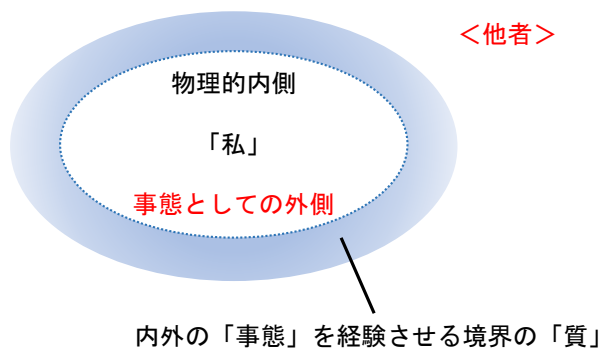 ＜他者＞
物理的内側
「私」
事態としての外側
内外の「事態」を経験させる境界の「質」